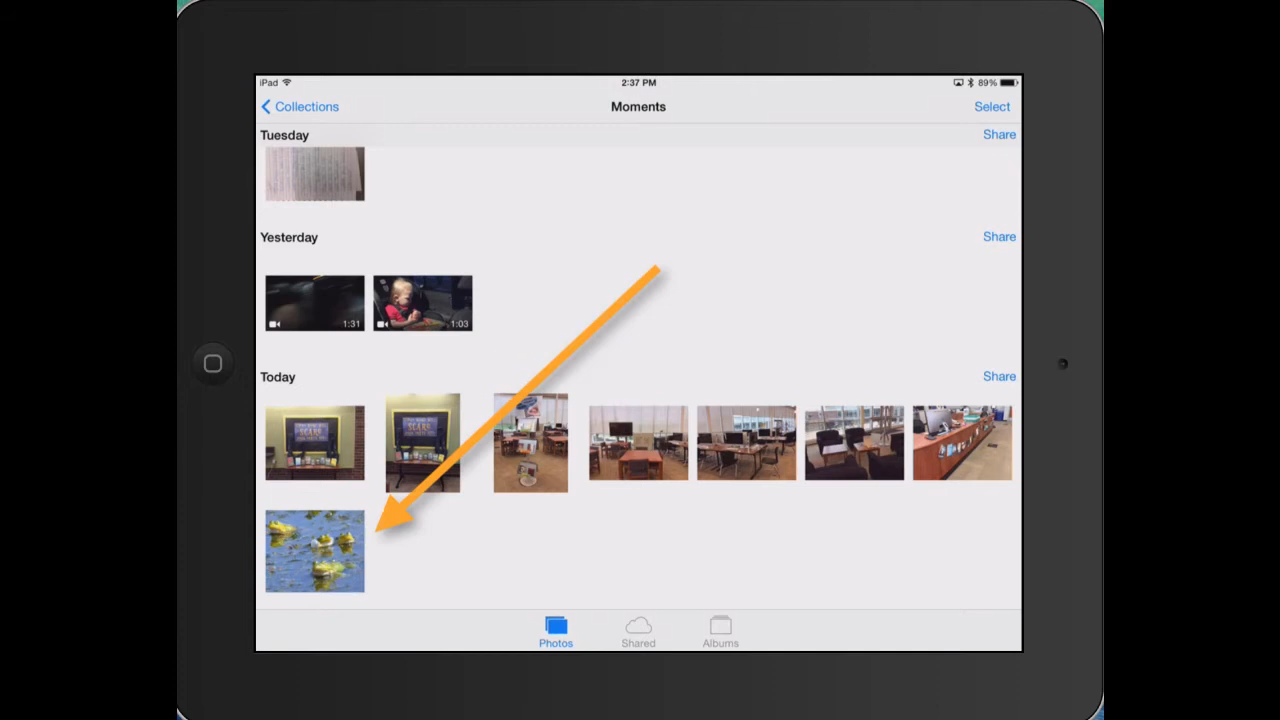 iPad 2:37 PM 89%
Collections Moments Select
Tuesday Share
Yesterday Share
1:31 1:03
Today Share
Photos Shared Albums